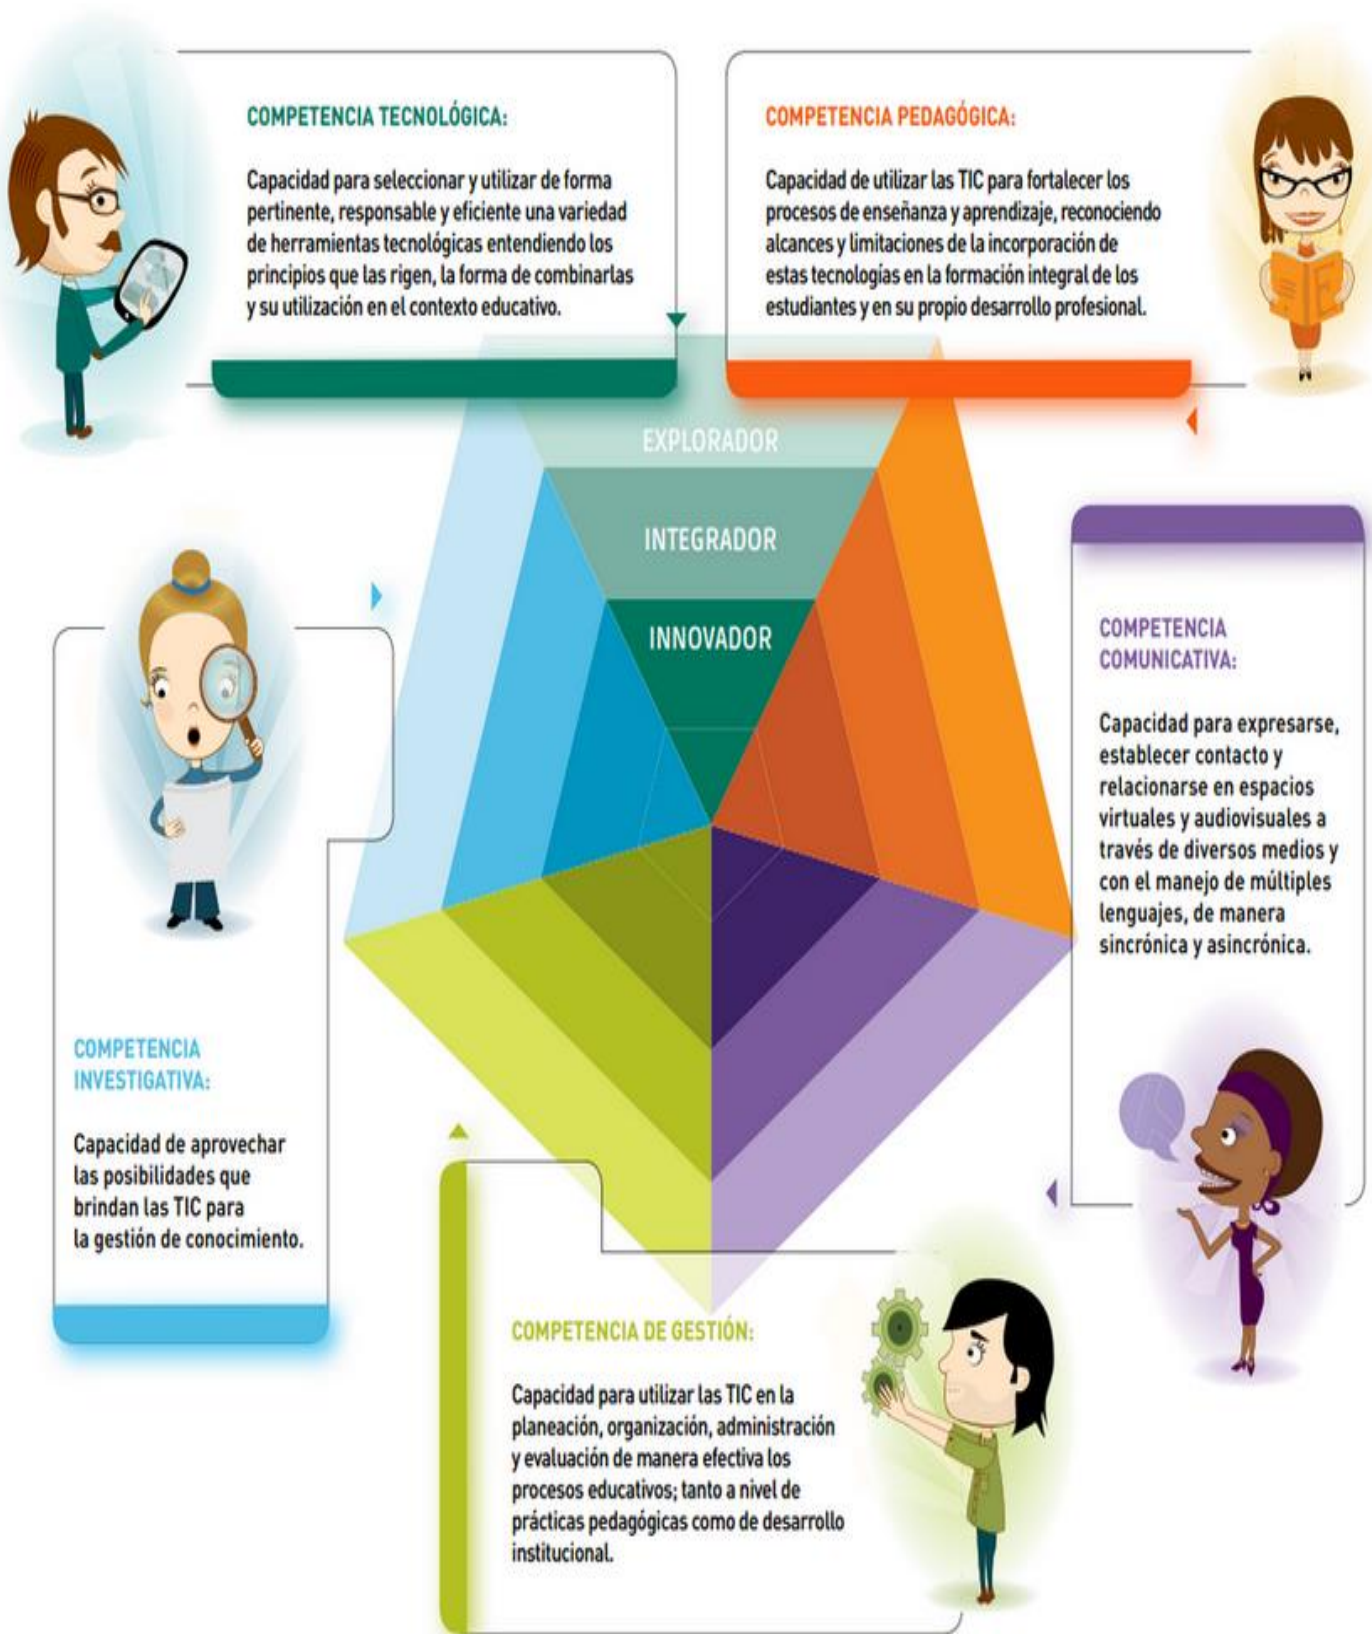 COMPETENCIA TECNOLÓGICA:
Capacidad para seleccionar y utilizar de forma
pertinente, responsable y eficiente una variedad
de herramientas tecnológicas entendiendo los
principios que las rigen, la forma de combinarlas
y su utilización en el contexto educativo.
COMPETENCIA PEDAGÓGICA:
Capacidad de utilizar las TIC para fortalecer los
procesos de enseñanza y aprendizaje, reconociendo
alcances y limitaciones de la incorporación de
estas tecnologías en la formación integral de los
estudiantes y en su propio desarrollo profesional.
EXPLORADOR
INTEGRADOR
INNOVADOR
COMPETENCIA
COMUNICATIVA:
Capacidad para expresarse,
establecer contacto y
relacionarse en espacios
virtuales y audiovisuales a
través de diversos medios y
con el manejo de múltiples
lenguajes, de manera
sincrónica y asincrónica.
COMPETENCIA
INVESTIGATIVA:
Capacidad de aprovechar
las posibilidades que
brindan las TIC para
la gestión de conocimiento.
COMPETENCIA DE GESTIÓN:
Capacidad para utilizar las TIC en la
planeación, organización, administración
y evaluación de manera efectiva los
procesos educativos; tanto a nivel de
prácticas pedagógicas como de desarrollo
institucional.